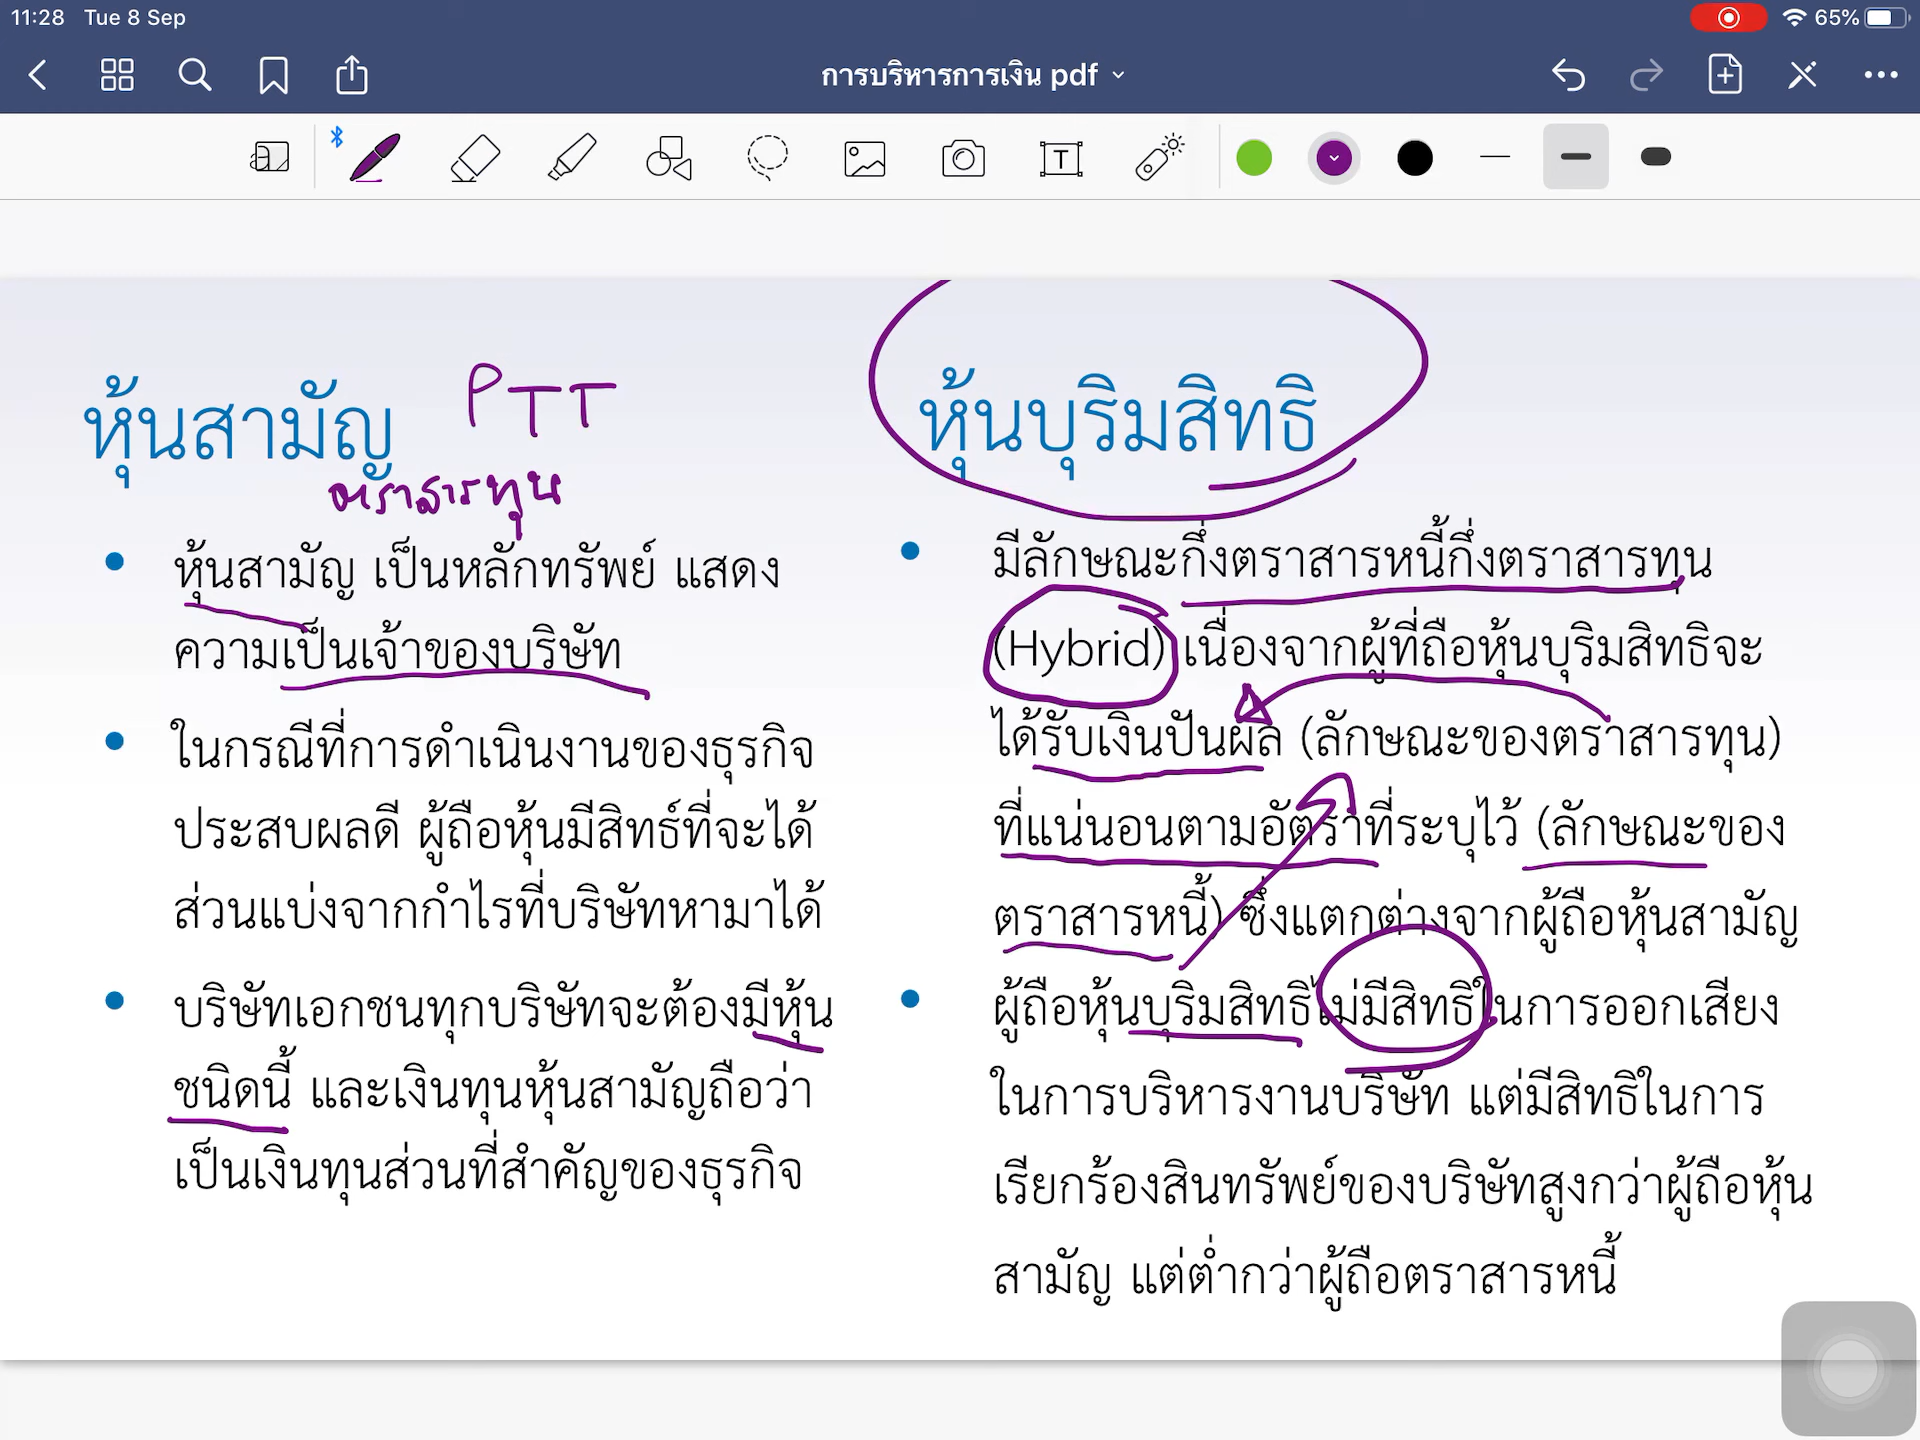 11:28 Tue 8 Sep
65%
การบริหารการเงิน pdf
a
T
หุ้นสามัญ
PTT
ตราสารทุน
หุ้นสามัญ เป็นหลักทรัพย์ แสดง
ความเป็นเจ้าของบริษัท
ในกรณีที่การดำเนินงานของธุรกิจ
ประสบผลดี ผู้ถือหุ้นมีสิทธ์ที่จะได้
ส่วนแบ่งจากกำไรที่บริษัทหามาได้
บริษัทเอกชนทุกบริษัทจะต้องมีหุ้น
ชนิดนี้ และเงินทุนหุ้นสามัญถือว่า
เป็นเงินทุนส่วนที่สำคัญของธุรกิจ
หุ้นบุริมสิทธิ
มีลักษณะกึ่งตราสารหนี้กึ่งตราสารทุน
(Hybrid) เนื่องจากผู้ที่ถือหุ้นบุริมสิทธิจะ
ได้รับเงินปันผล (ลักษณะของตราสารทุน)
ที่แน่นอนตามอัตราที่ระบุไว้ (ลักษณะของ
ตราสารหนี้) ซึ่งแตกต่างจากผู้ถือหุ้นสามัญ
ผู้ถือหุ้นบุริมสิทธิไม่มีสิทธิในการออกเสียง
ในการบริหารงานบริษัท แต่มีสิทธิในการ
เรียกร้องสินทรัพย์ของบริษัทสูงกว่าผู้ถือหุ้น
สามัญ แต่ต่ำกว่าผู้ถือตราสารหนี้